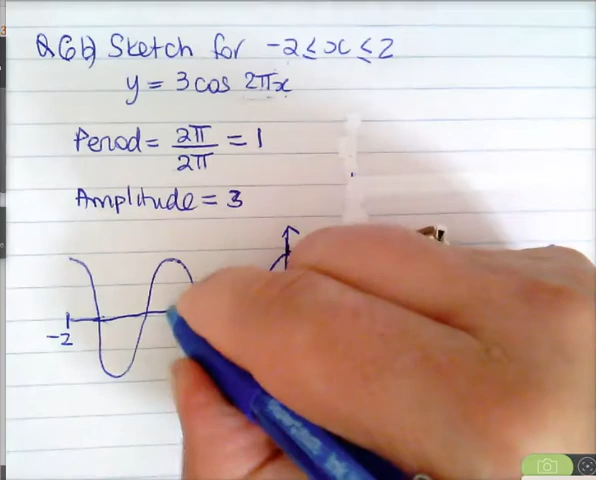 Q6b) Sketch for -2 ≤ x ≤ 2
y = 3 cos 2πx
Period = 2π/2π = 1
Amplitude = 3
-2